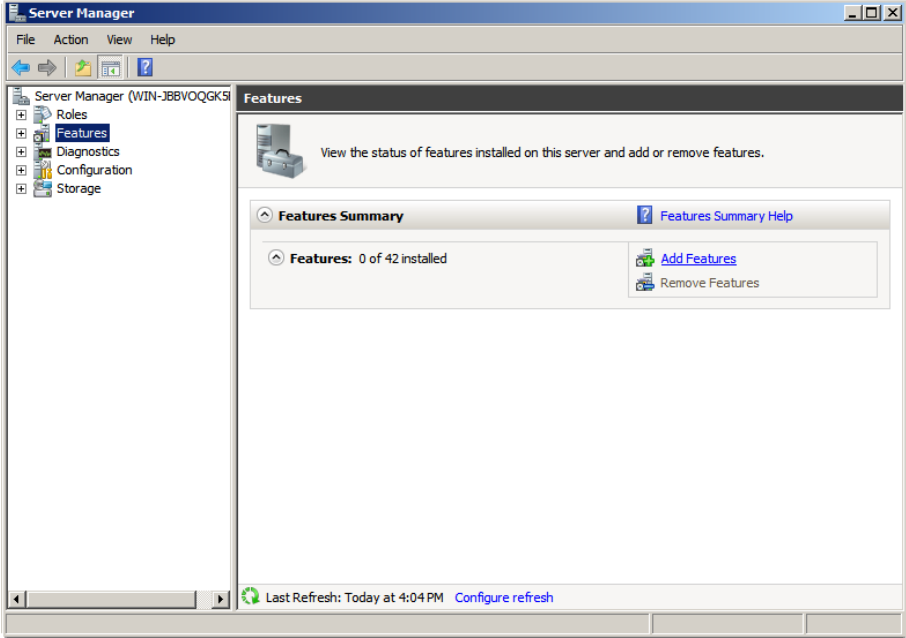 Server Manager
File Action View Help
Server Manager (WIN-JBBVOQGK5
Roles
Features
Diagnostics
Configuration
Storage
Features
View the status of features installed on this server and add or remove features.
Features Summary
Features Summary Help
Features: 0 of 42 installed
Add Features
Remove Features
Last Refresh: Today at 4:04 PM Configure refresh